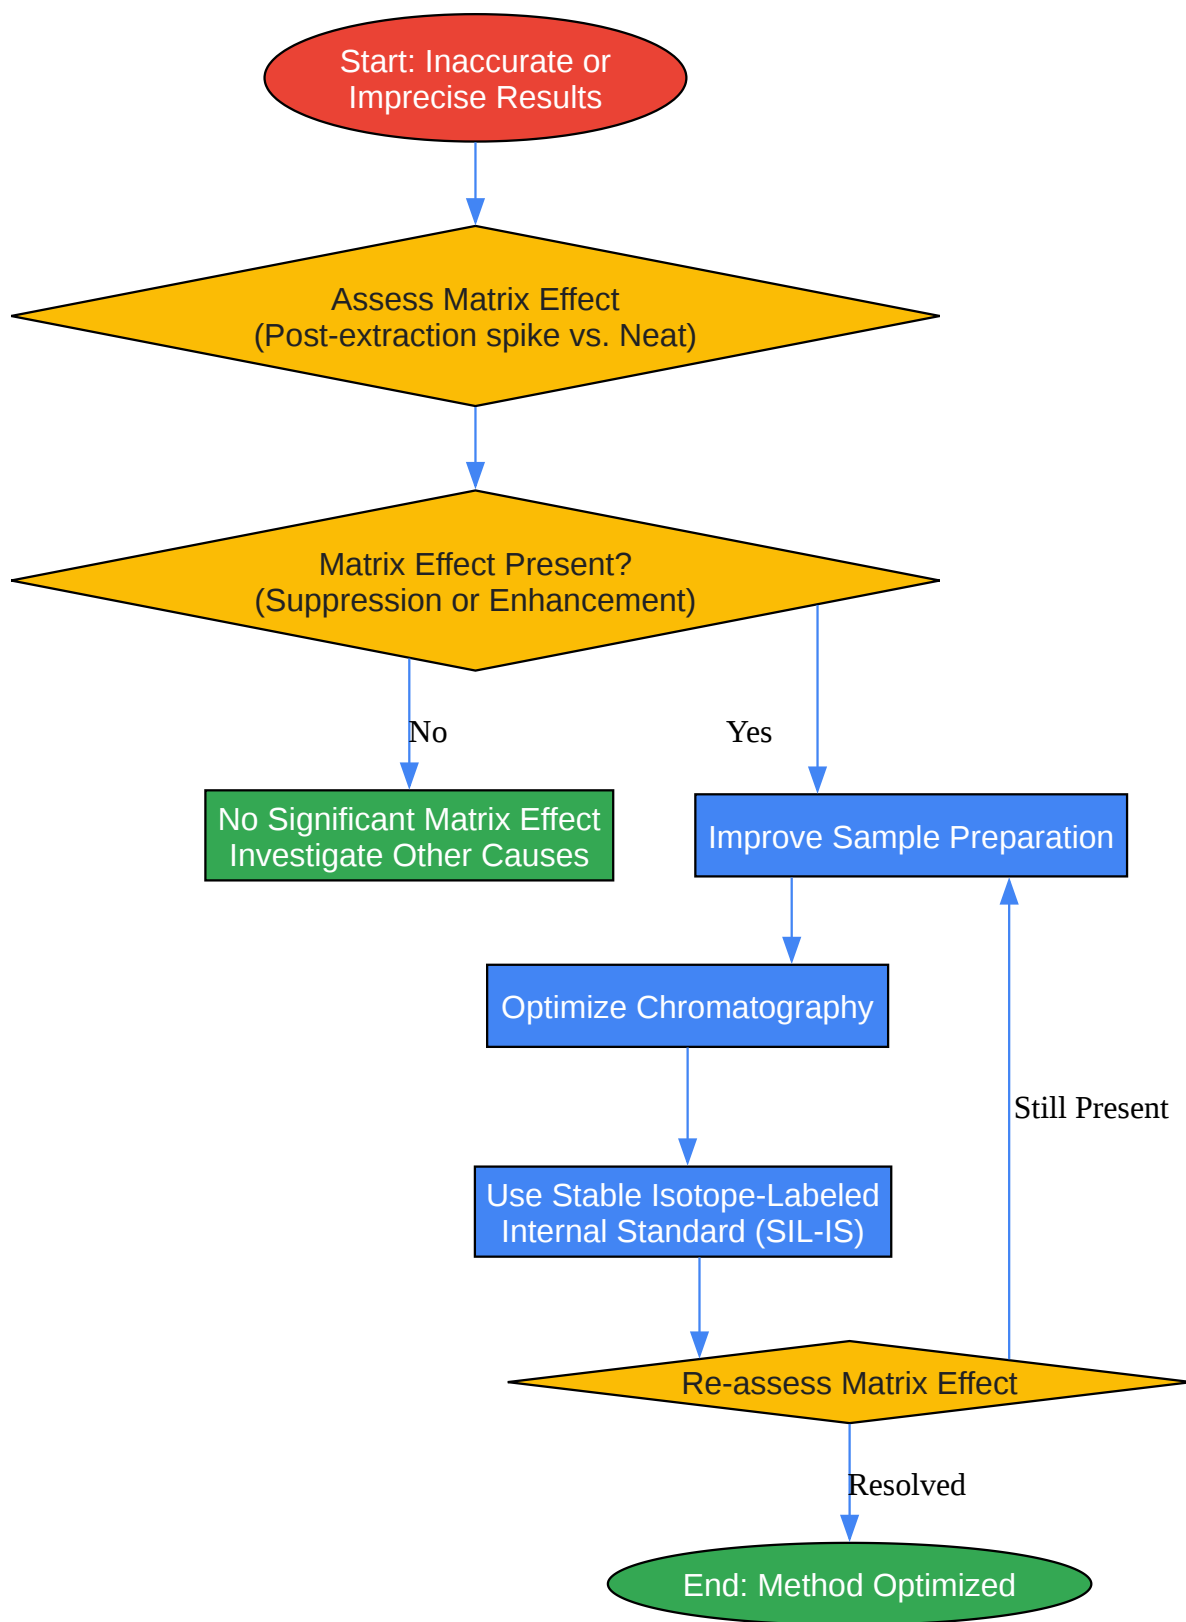 Start: Inaccurate or
Imprecise Results
Assess Matrix Effect
(Post-extraction spike vs. Neat)
Matrix Effect Present?
(Suppression or Enhancement)
No
Yes
No Significant Matrix Effect
Investigate Other Causes
Improve Sample Preparation
Optimize Chromatography
Still Present
Use Stable Isotope-Labeled
Internal Standard (SIL-IS)
Re-assess Matrix Effect
Resolved
End: Method Optimized